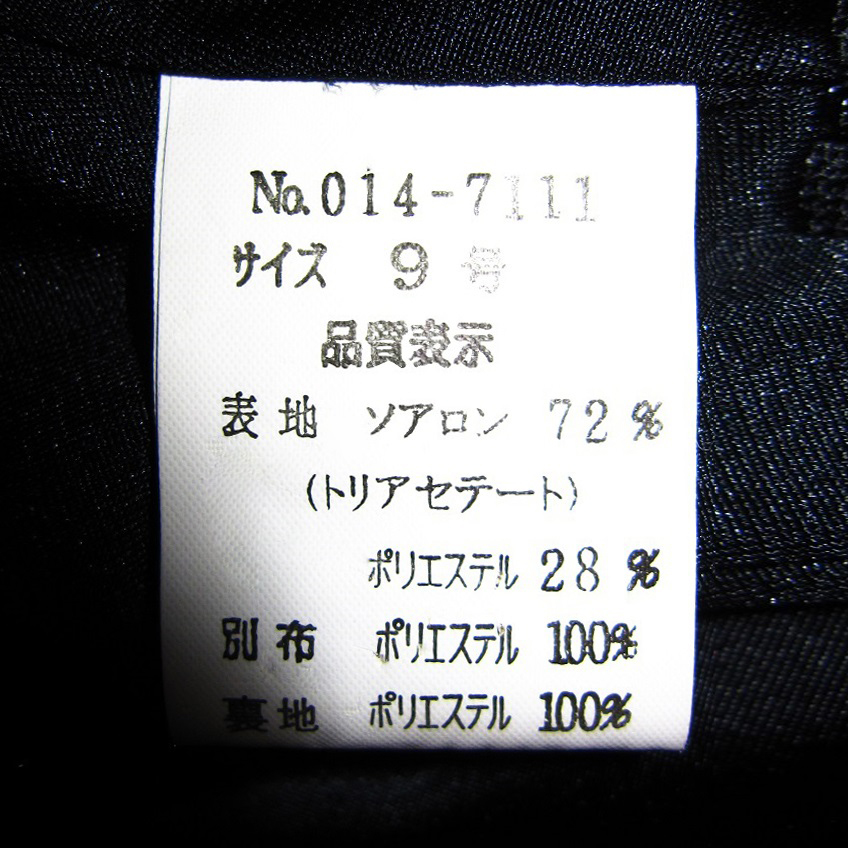 No.014-7111
サイズ 9 号
品質表示
表地 ソアロン 72%
(トリアセテート)
ポリエステル 28%
別布 ポリエステル 100%
裏地 ポリエステル 100%